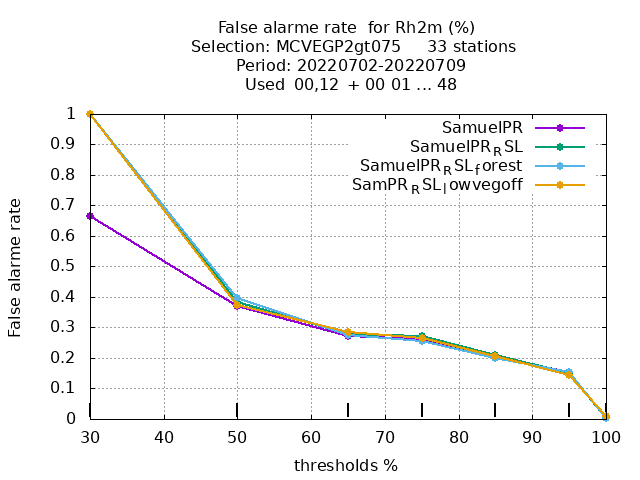 False alarme rate  for Rh2m (%)
Selection: MCVEGP2gt075     33 stations
Period: 20220702-20220709
Used  00,12  + 00 01 ... 48
SamuelPR
SamuelPR_RSL
SamuelPR_RSL_forest
SamPR_RSL_lowvegoff
False alarme rate
1
0.9
0.8
0.7
0.6
0.5
0.4
0.3
0.2
0.1
0
30 40 50 60 70 80 90 100
thresholds %